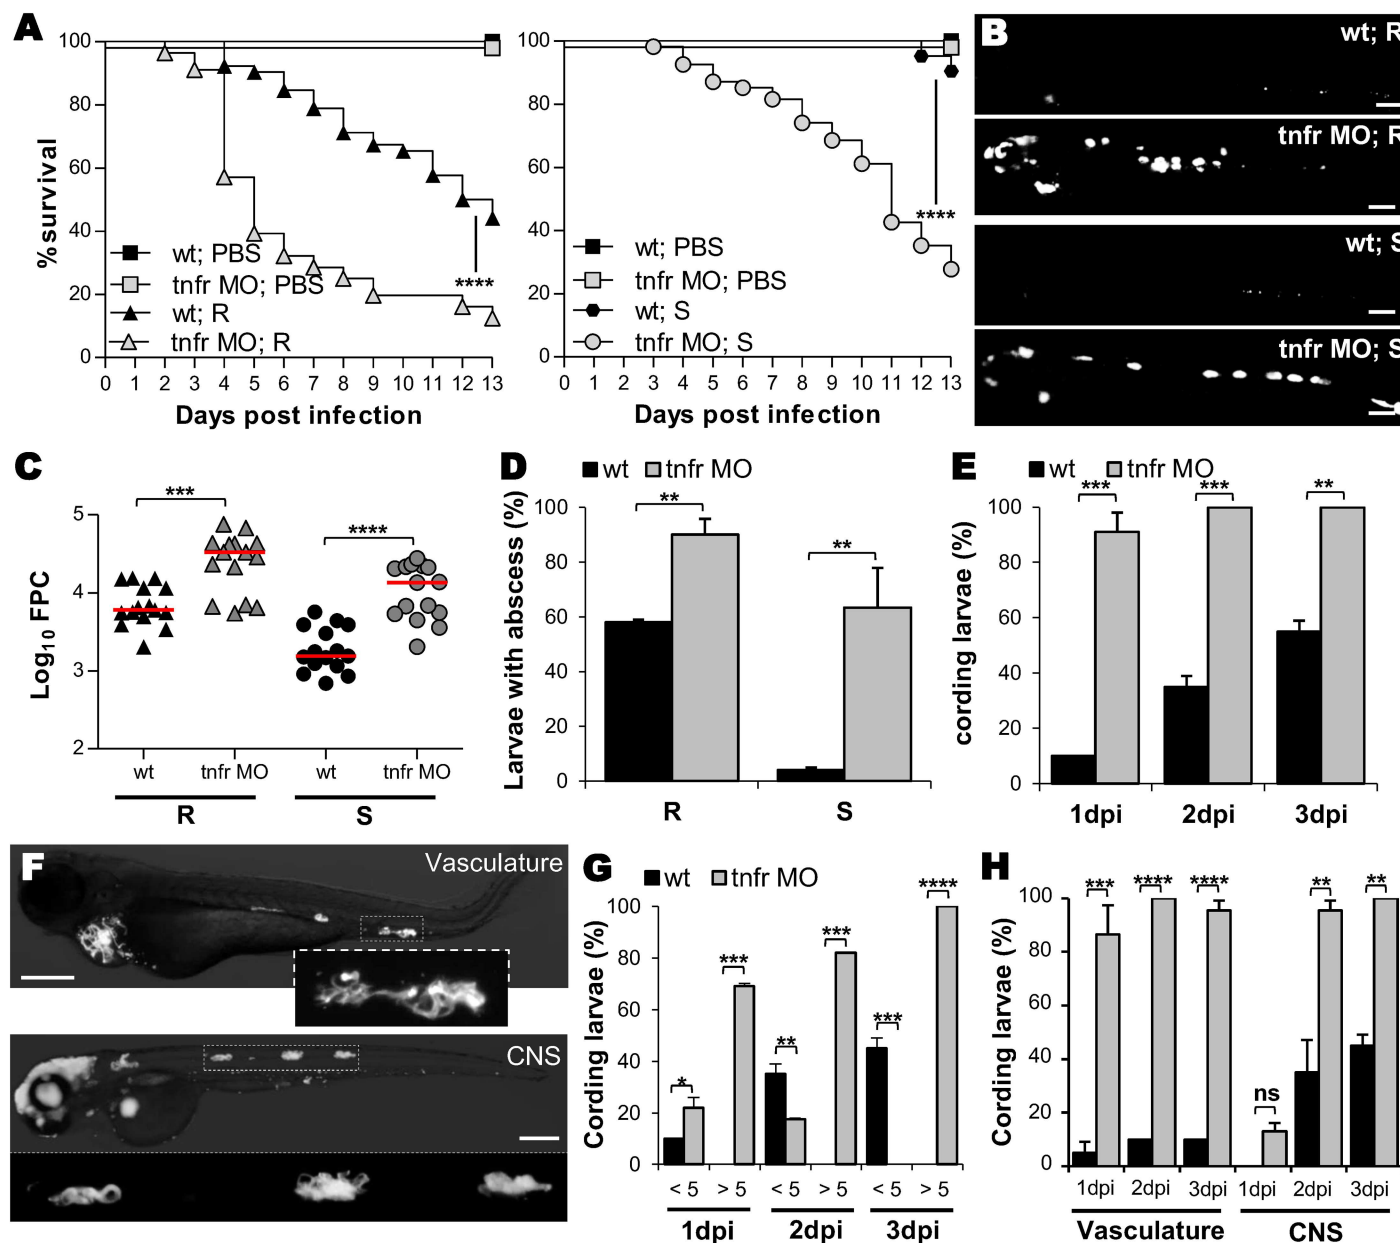 A
%survival
100
80
60
40
20
0
wt; PBS
tnfr MO; PBS
wt; R
tnfr MO; R
****
0 1 2 3 4 5 6 7 8 9 10 11 12 13
Days post infection
100
80
60
40
20
0
wt; PBS
tnfr MO; PBS
wt; S
tnfr MO; S
****
0 1 2 3 4 5 6 7 8 9 10 11 12 13
Days post infection
B
wt; R
tnfr MO; R
wt; S
tnfr MO; S
C
Log10 FPC
5
4
3
2
***
****
wt tnfr MO wt tnfr MO
R S
D
wt tnfr MO
Larvae with abscess (%)
100
80
60
40
20
0
**
**
R S
E
wt tnfr MO
cording larvae (%)
100
80
60
40
20
0
*** *** **
1dpi 2dpi 3dpi
F
Vasculature
CNS
G
wt tnfr MO
Cording larvae (%)
100
80
60
40
20
0
* *** ** *** *** ****
< 5 > 5 < 5 > 5 < 5 > 5
1dpi 2dpi 3dpi
H
Cording larvae (%)
100
80
60
40
20
0
*** **** **** ns ** **
1dpi 2dpi 3dpi 1dpi 2dpi 3dpi
Vasculature CNS